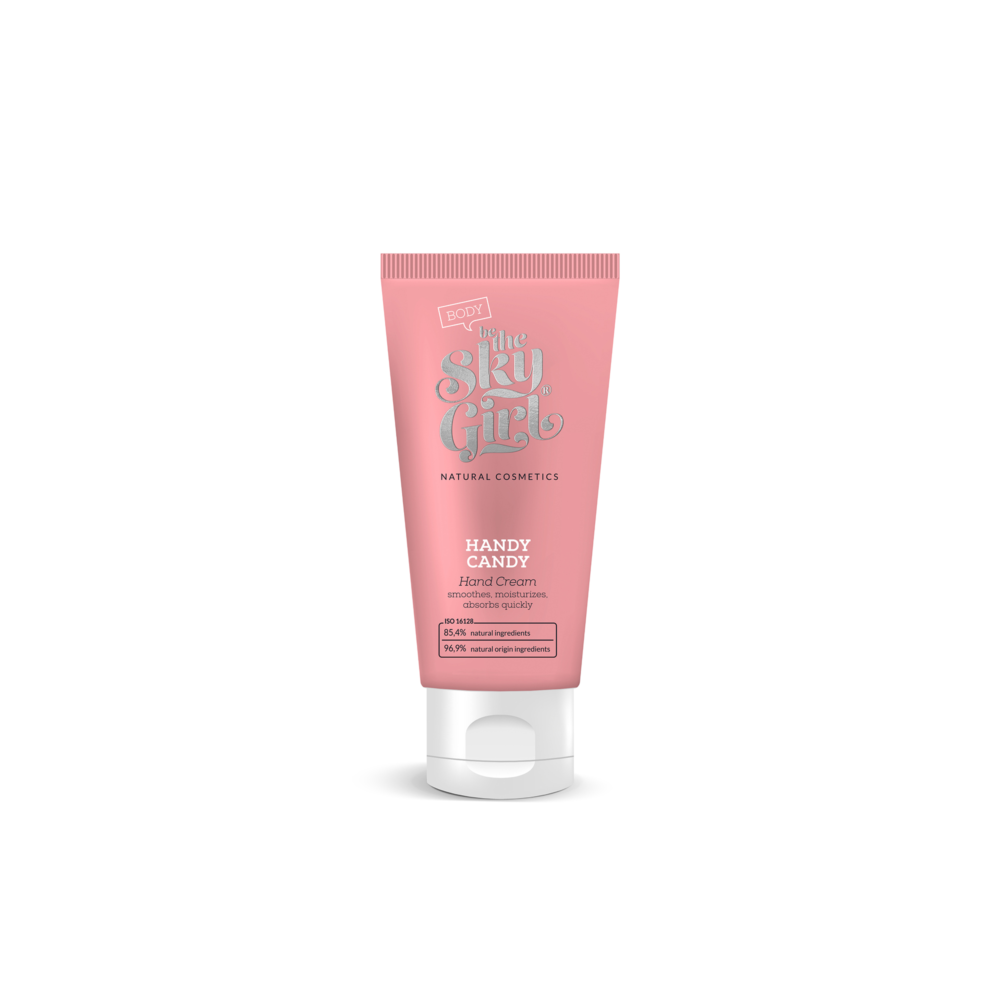 BODY
be the
Sky
Girl®
NATURAL COSMETICS
HANDY
CANDY
Hand Cream
smoothes, moisturizes,
absorbs quickly
ISO 16128
85,4% natural ingredients
96,9% natural origin ingredients